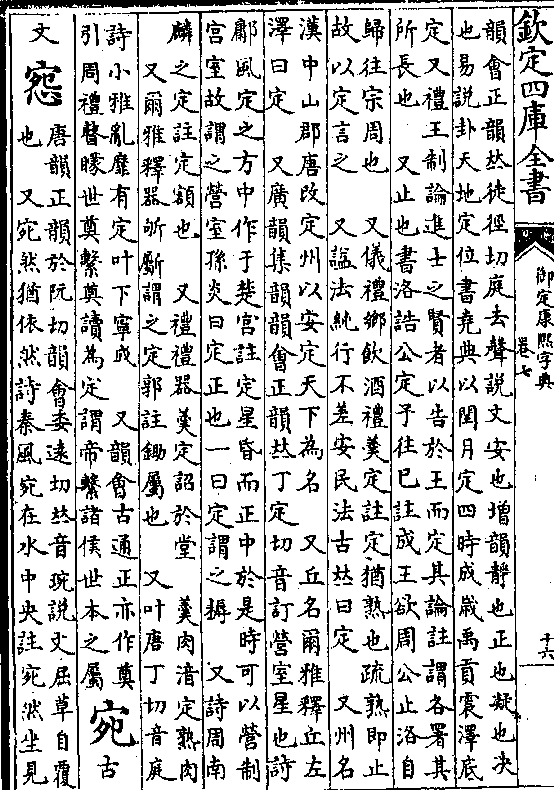 欽定四庫全書
御定康熙字典
卷七
十六
韻會正韻𠀤徒徑切庭去聲說文安也增韻靜也正也凝也决
也易說卦天地定位書堯典以閏月定四時成嵗禹貢震澤底
定又禮王制論進士之賢者以告於王而定其論註謂各署其
所長也　又止也書洛誥公定予往已註成王欲周公止洛自
歸往宗周也　又儀禮鄉飲酒禮羮定註定猶熟也疏熟即止
故以定言之　又諡法純行不差安民法古𠀤曰定　又州名
漢中山郡唐改定州以安定天下為名　又丘名爾雅釋丘左
澤曰定　又廣韻集韻韻會正韻𠀤丁定切音訂營室星也詩
鄘風定之方中作于楚宮註定星昏而正中於是時可以營制
宮室故謂之營室孫炎曰定正也一曰定謂之耨　又詩周南
麟之定註定額也　又禮禮器羮定詔於堂　羮肉湆定熟肉
又爾雅釋器斪斸謂之定郭註鋤屬也　又叶唐丁切音庭
詩小雅亂靡有定叶下寧成　又韻會古通正亦作奠
引周禮瞽矇世奠繫奠讀為定謂帝繫諸侯世本之屬　宛　古
文　惌　唐韻正韻於阮切韻會委遠切𠀤音琬說文屈草自覆
也　又宛然猶依然詩秦風宛在水中央註宛然坐見